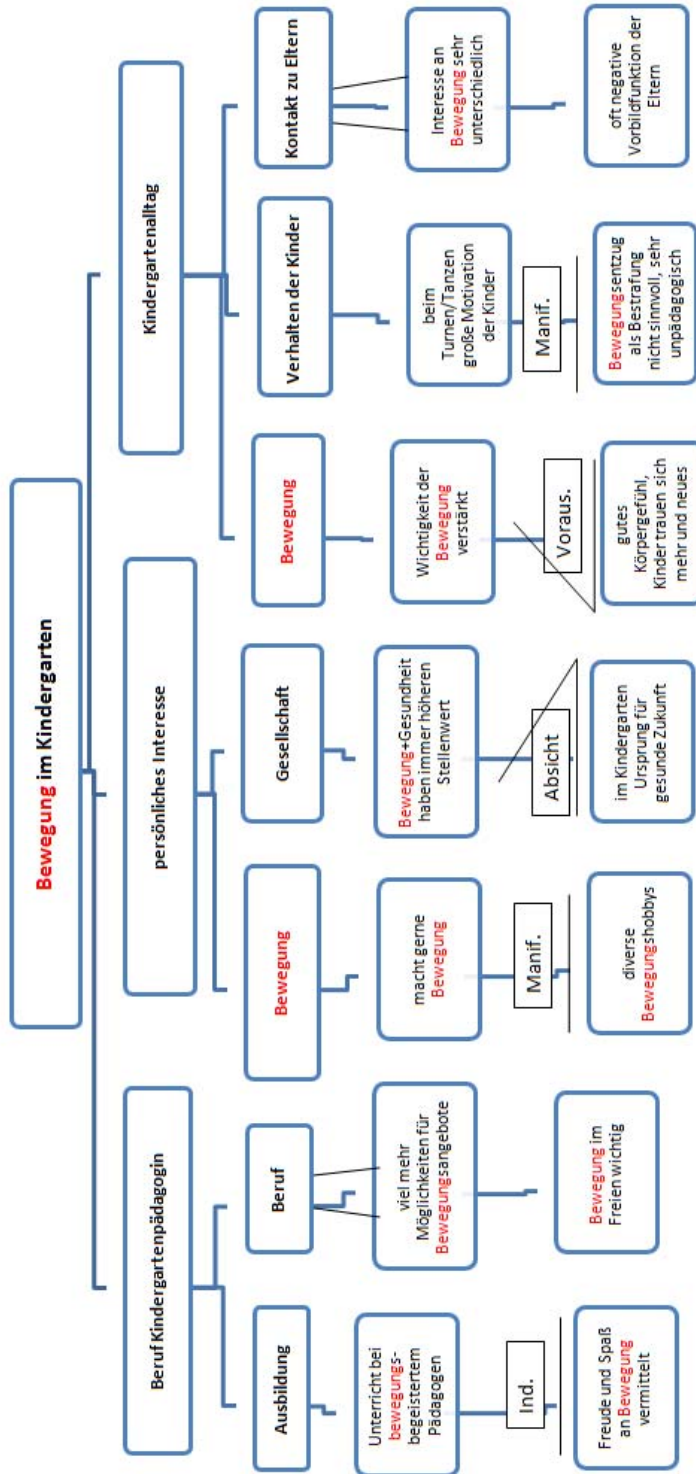 Bewegung im Kindergarten
Beruf Kindergartenpädagogin
persönliches Interesse
Kindergartenalltag
Ausbildung
Beruf
Bewegung
Gesellschaft
Bewegung
Verhalten der Kinder
Kontakt zu Eltern
Unterricht bei
bewegungs-
begeistertem
Pädagogen
viel mehr
Möglichkeiten für
Bewegungsangebote
macht gerne
Bewegung
Bewegung+Gesundheit
haben immer höheren
Stellenwert
Wichtigkeit der
Bewegung
verstärkt
beim
Turnen/Tanzen
große Motivation
der Kinder
Interesse an
Bewegung sehr
unterschiedlich
Ind.
Manif.
Absicht
Voraus.
Manif.
Freude und Spaß
an Bewegung
vermittelt
Bewegung im
Freien wichtig
diverse
Bewegungshobbys
im Kindergarten
Ursprung für
gesunde Zukunft
gutes
Körpergefühl,
Kinder trauen sich
mehr und neues
Bewegungsentzug
als Bestrafung
nicht sinnvoll, sehr
unpädagogisch
oft negative
Vorbildfunktion der
Eltern